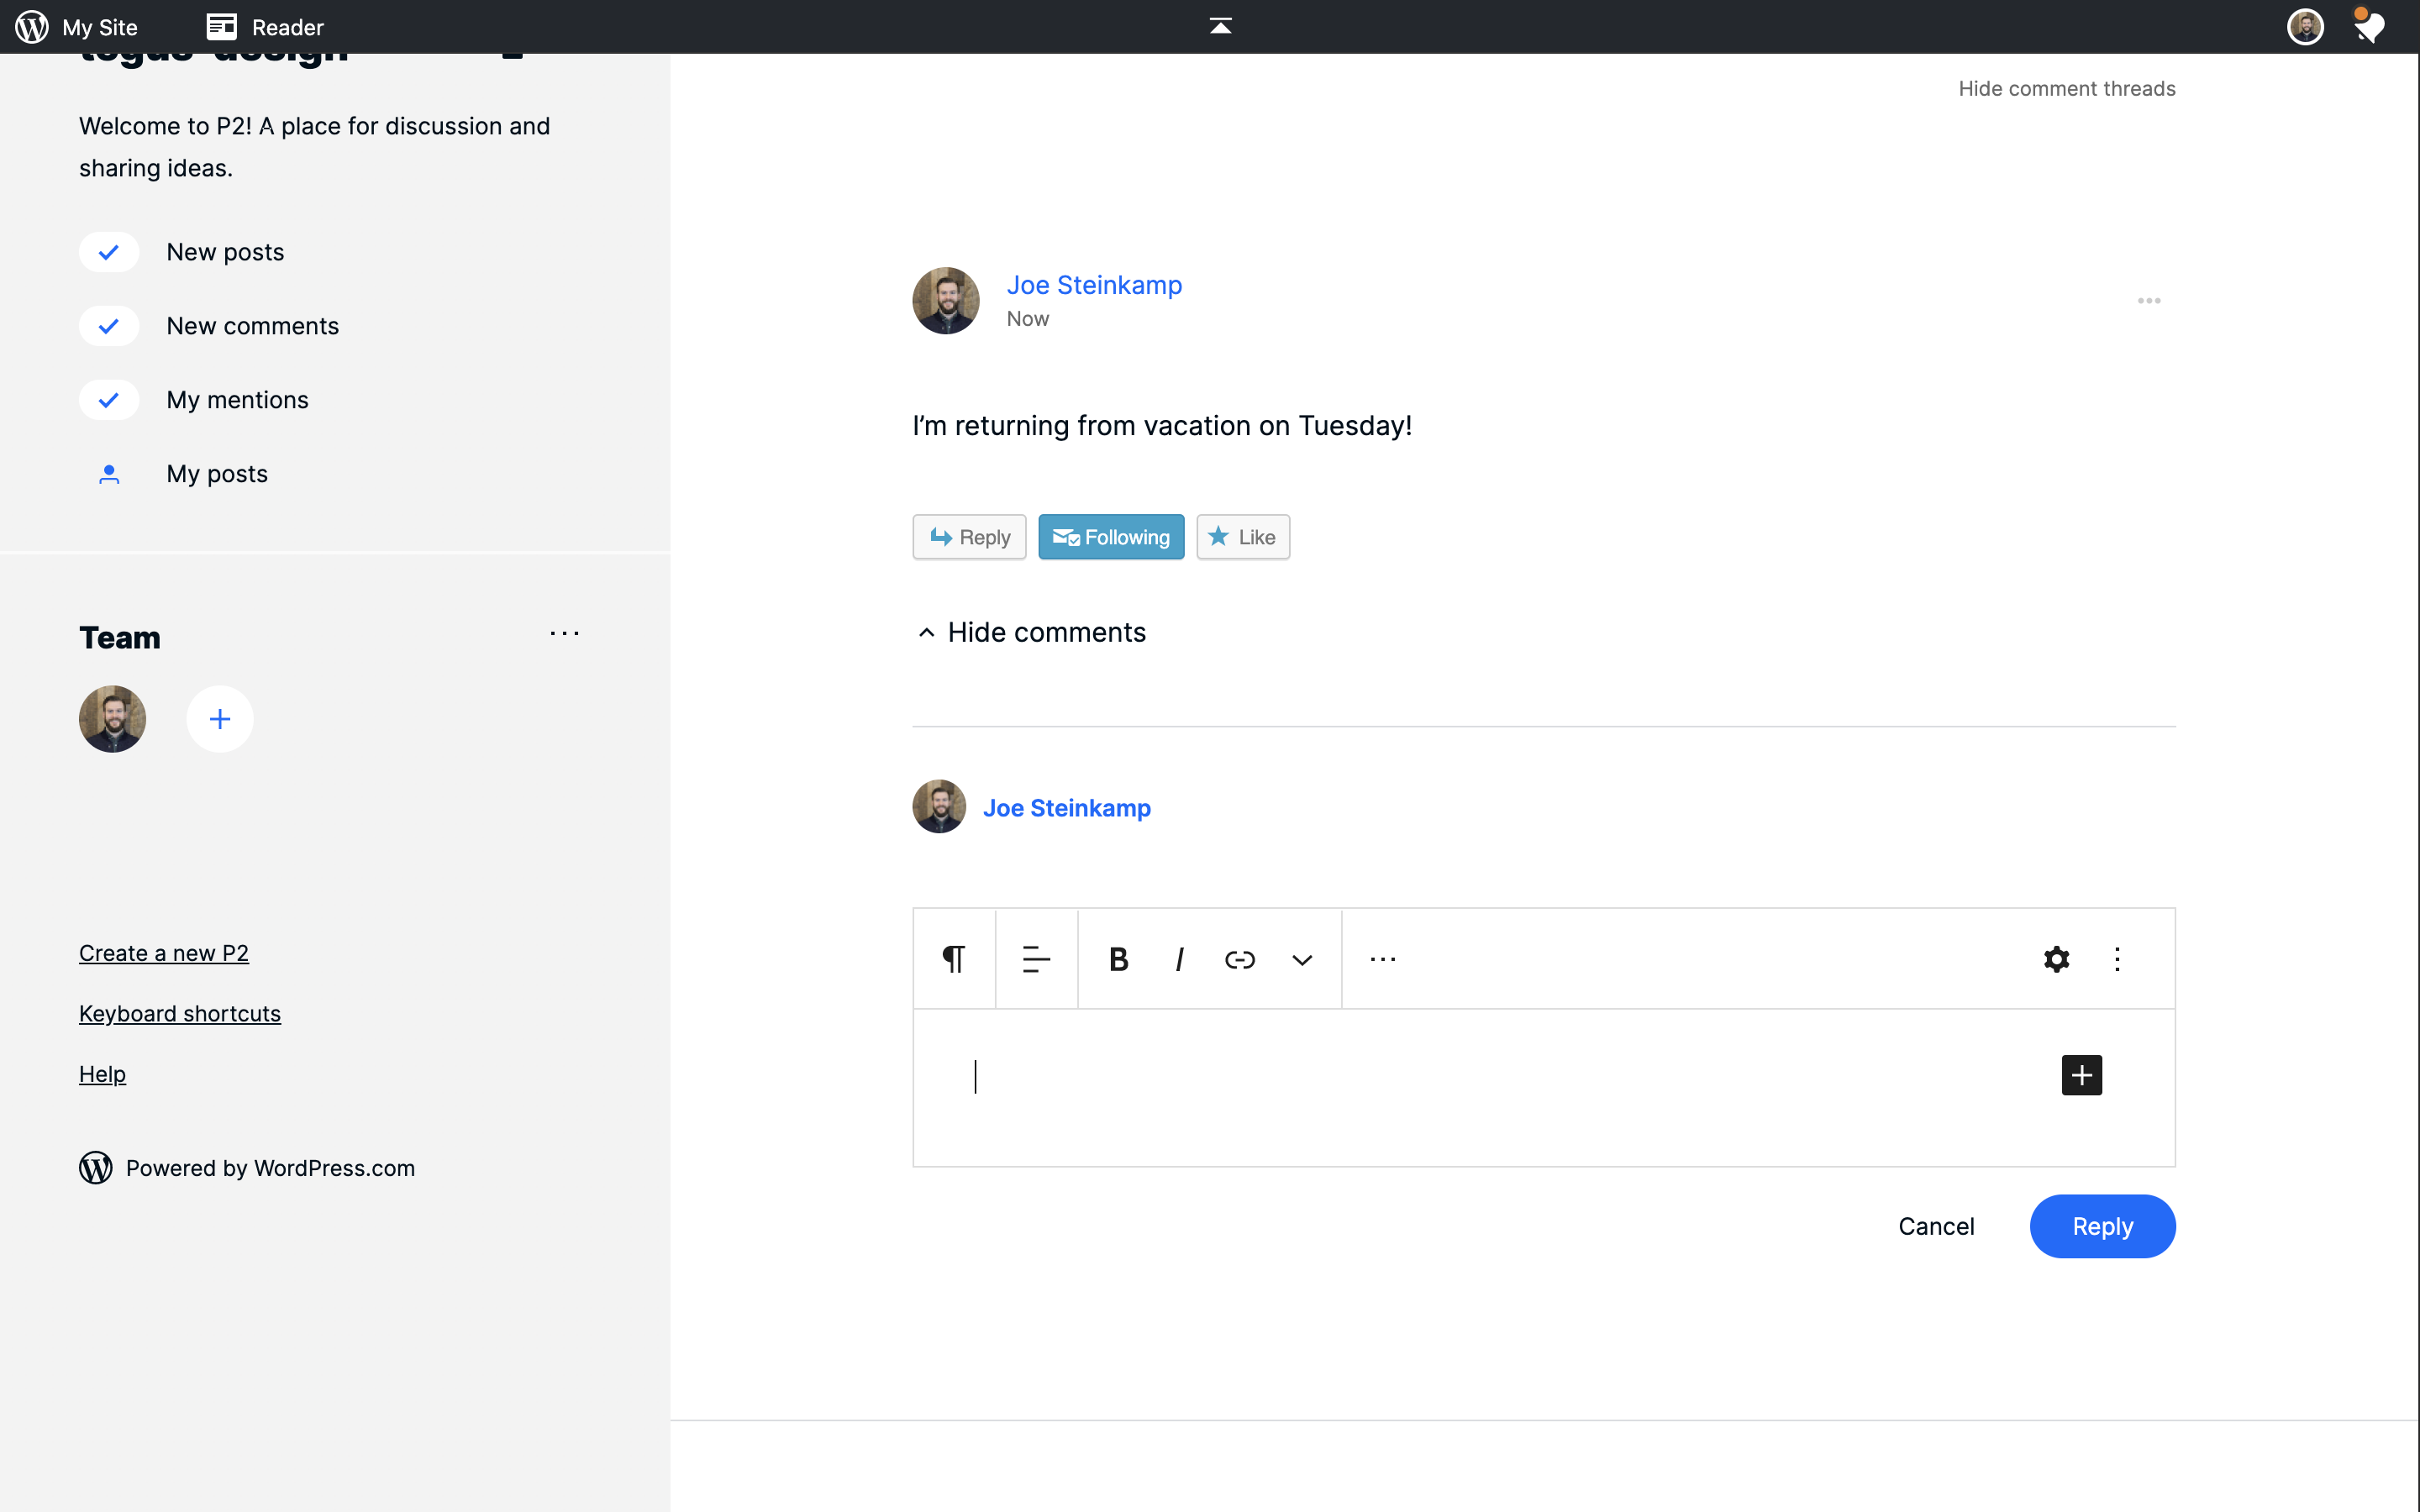 My Site
Reader
Hide comment threads
Welcome to P2! A place for discussion and
sharing ideas.
New posts
New comments
My mentions
My posts
Team
Create a new P2
Keyboard shortcuts
Help
Powered by WordPress.com
Joe Steinkamp
Now
I’m returning from vacation on Tuesday!
Reply
Following
Like
Hide comments
Joe Steinkamp
B I
Cancel
Reply